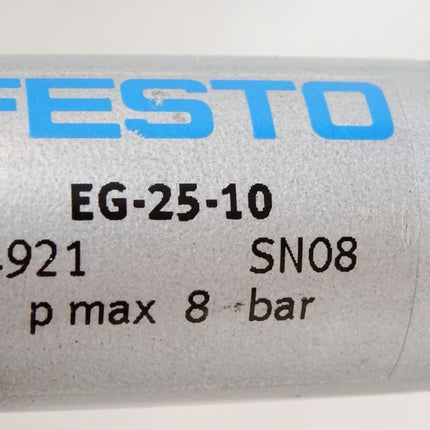 FESTO
EG-25-10
921 SN08
p max 8 bar